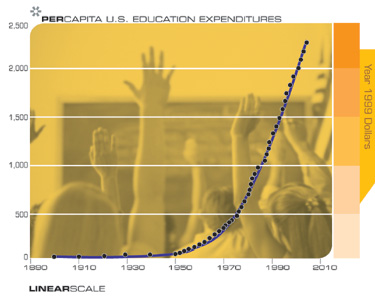 *PERCAPITA U.S. EDUCATION EXPENDITURES
2,500
2,000
1,500
1,000
500
0
1890 1910 1930 1950 1970 1990 2010
Year 1999 Dollars
LINEARSCALE